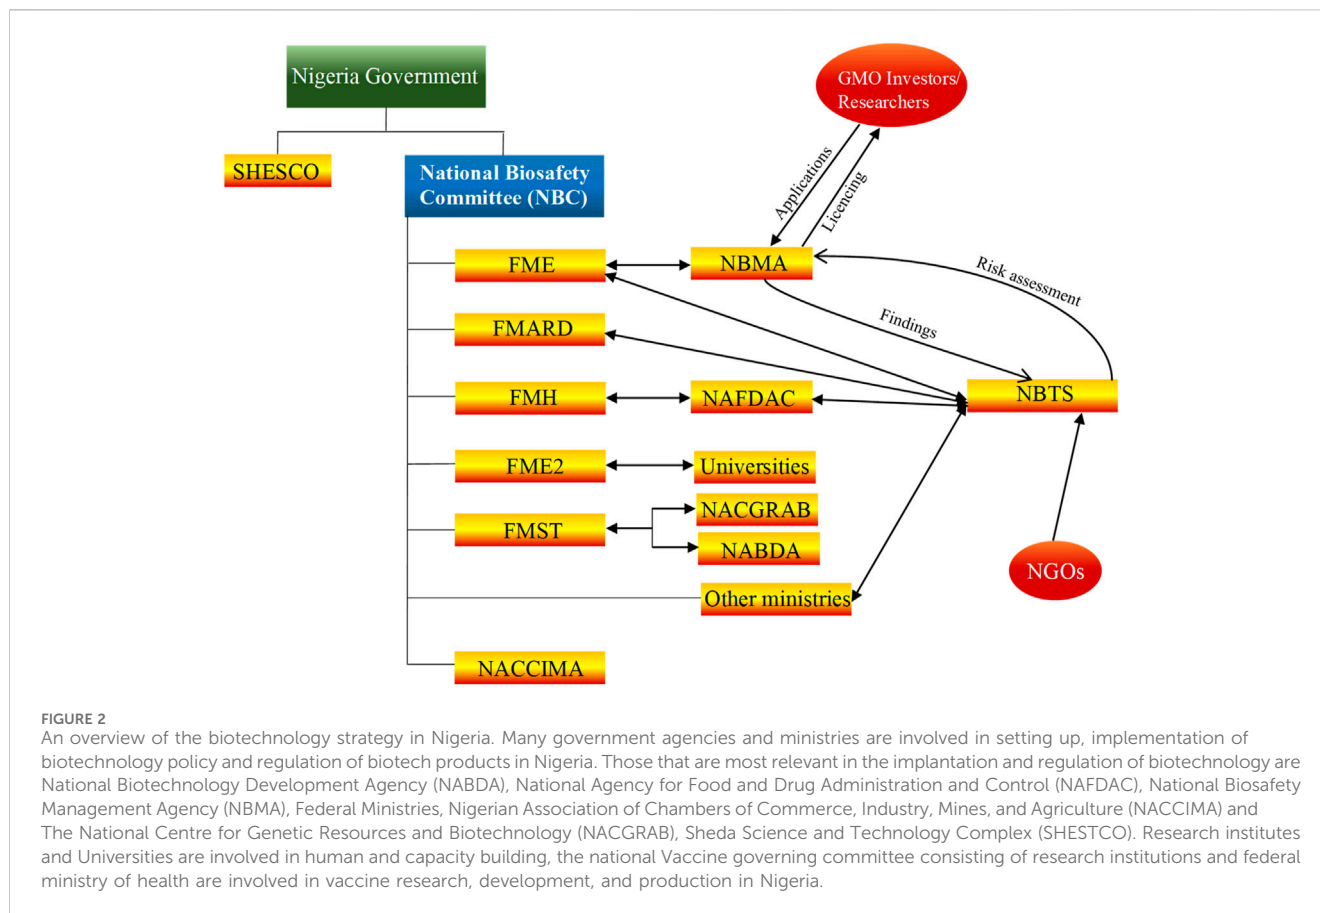 Nigeria Government
GMO Investors/
Researchers
SHESCO
National Biosafety
Committee (NBC)
Applications
Licencing
FME
NBMA
Risk assessment
Findings
FMARD
FMH
NAFDAC
NBTS
FME2
Universities
FMST
NACGRAB
NABDA
NGOs
Other ministries
NACCIMA
FIGURE 2
An overview of the biotechnology strategy in Nigeria. Many government agencies and ministries are involved in setting up, implementation of
biotechnology policy and regulation of biotech products in Nigeria. Those that are most relevant in the implantation and regulation of biotechnology are
National Biotechnology Development Agency (NABDA), National Agency for Food and Drug Administration and Control (NAFDAC), National Biosafety
Management Agency (NBMA), Federal Ministries, Nigerian Association of Chambers of Commerce, Industry, Mines, and Agriculture (NACCIMA) and
The National Centre for Genetic Resources and Biotechnology (NACGRAB), Sheda Science and Technology Complex (SHESTCO). Research institutes
and Universities are involved in human and capacity building, the national Vaccine governing committee consisting of research institutions and federal
ministry of health are involved in vaccine research, development, and production in Nigeria.